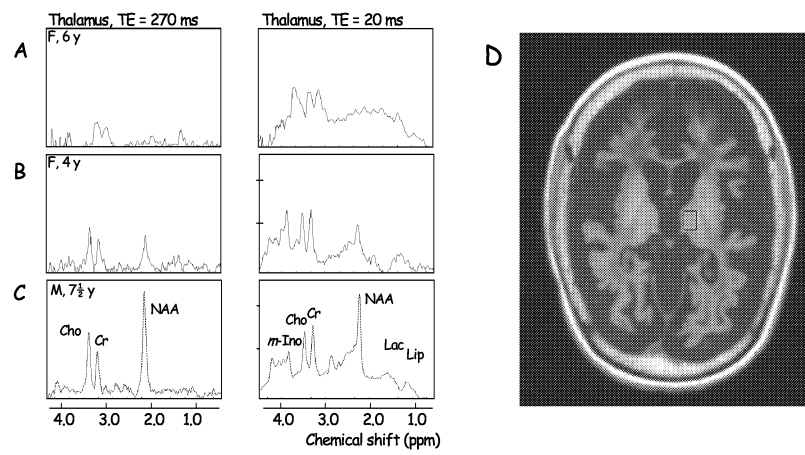 Thalamus, TE = 270 ms
Thalamus, TE = 20 ms
A
F, 6 y
D
B
F, 4 y
C
M, 7½ y
NAA
Cho
Cr
NAA
Cho
Cr
m-Ino
Lac
Lip
4.0 3.0 2.0 1.0
4.0 3.0 2.0 1.0
Chemical shift (ppm)